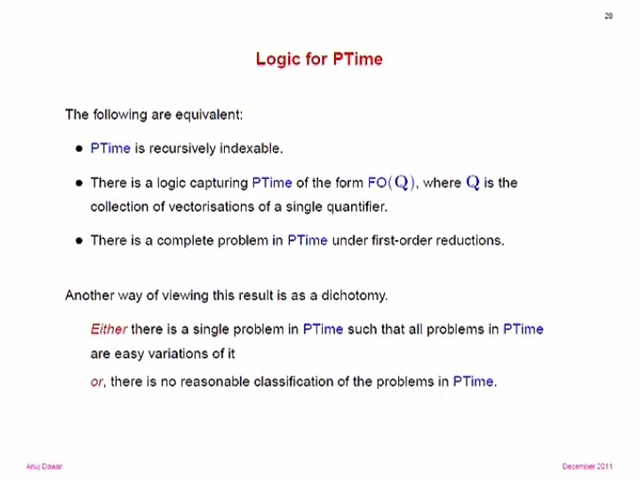 20
Logic for PTime
The following are equivalent:
• PTime is recursively indexable.
• There is a logic capturing PTime of the form FO(Q), where Q is the
collection of vectorisations of a single quantifier.
• There is a complete problem in PTime under first-order reductions.
Another way of viewing this result is as a dichotomy.
Either there is a single problem in PTime such that all problems in PTime
are easy variations of it
or, there is no reasonable classification of the problems in PTime.
Anuj Dawar
December 2011